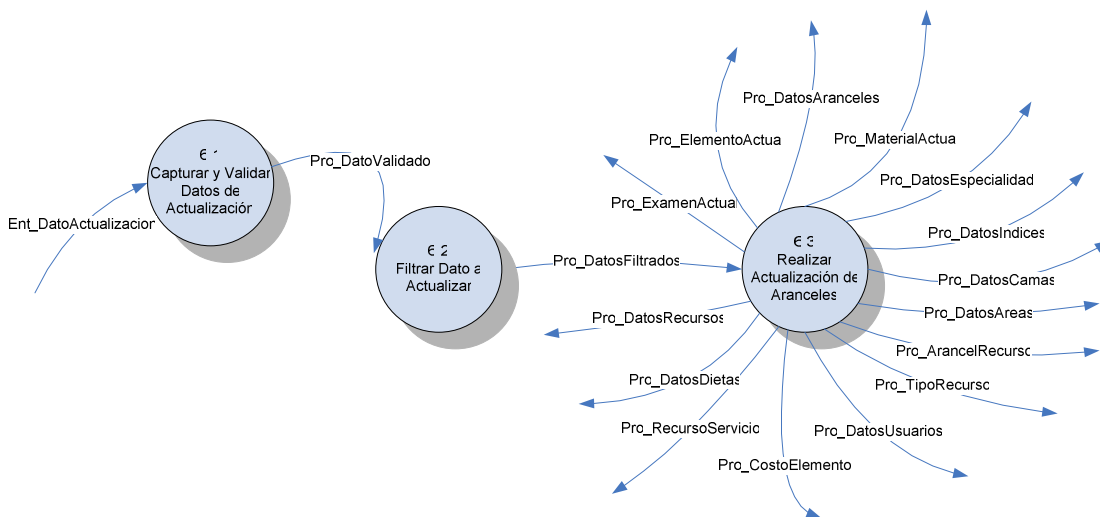 6.1
Capturar y Validar
Datos de
Actualización
Ent_DatoActualizacion
Pro_DatoValidado
6.2
Filtrar Dato a
Actualizar
Pro_DatosFiltrados
6.3
Realizar
Actualización de
Aranceles
Pro_DatosAranceles
Pro_ElementoActua
Pro_MaterialActua
Pro_DatosEspecialidad
Pro_ExamenActual
Pro_DatosIndices
Pro_DatosCamas
Pro_DatosAreas
Pro_DatosRecursos
Pro_ArancelRecurso
Pro_DatosDietas
Pro_TipoRecurso
Pro_RecursoServicio
Pro_DatosUsuarios
Pro_CostoElemento